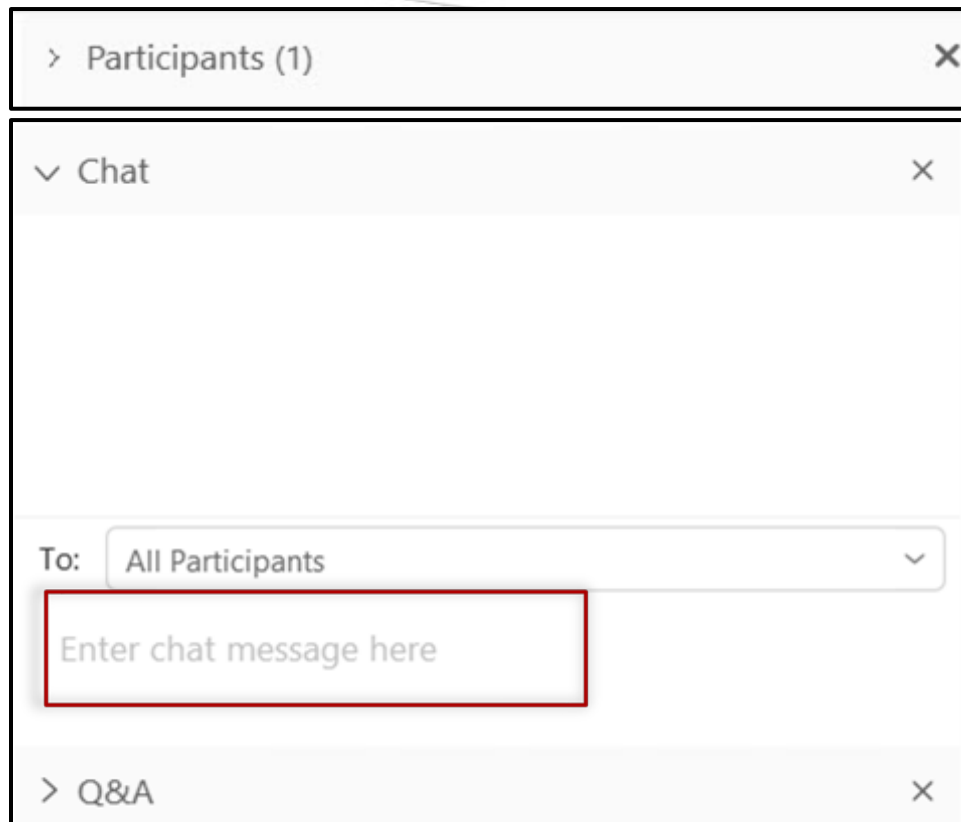 Participants (1)
Chat
To: All Participants
Enter chat message here
Q&A